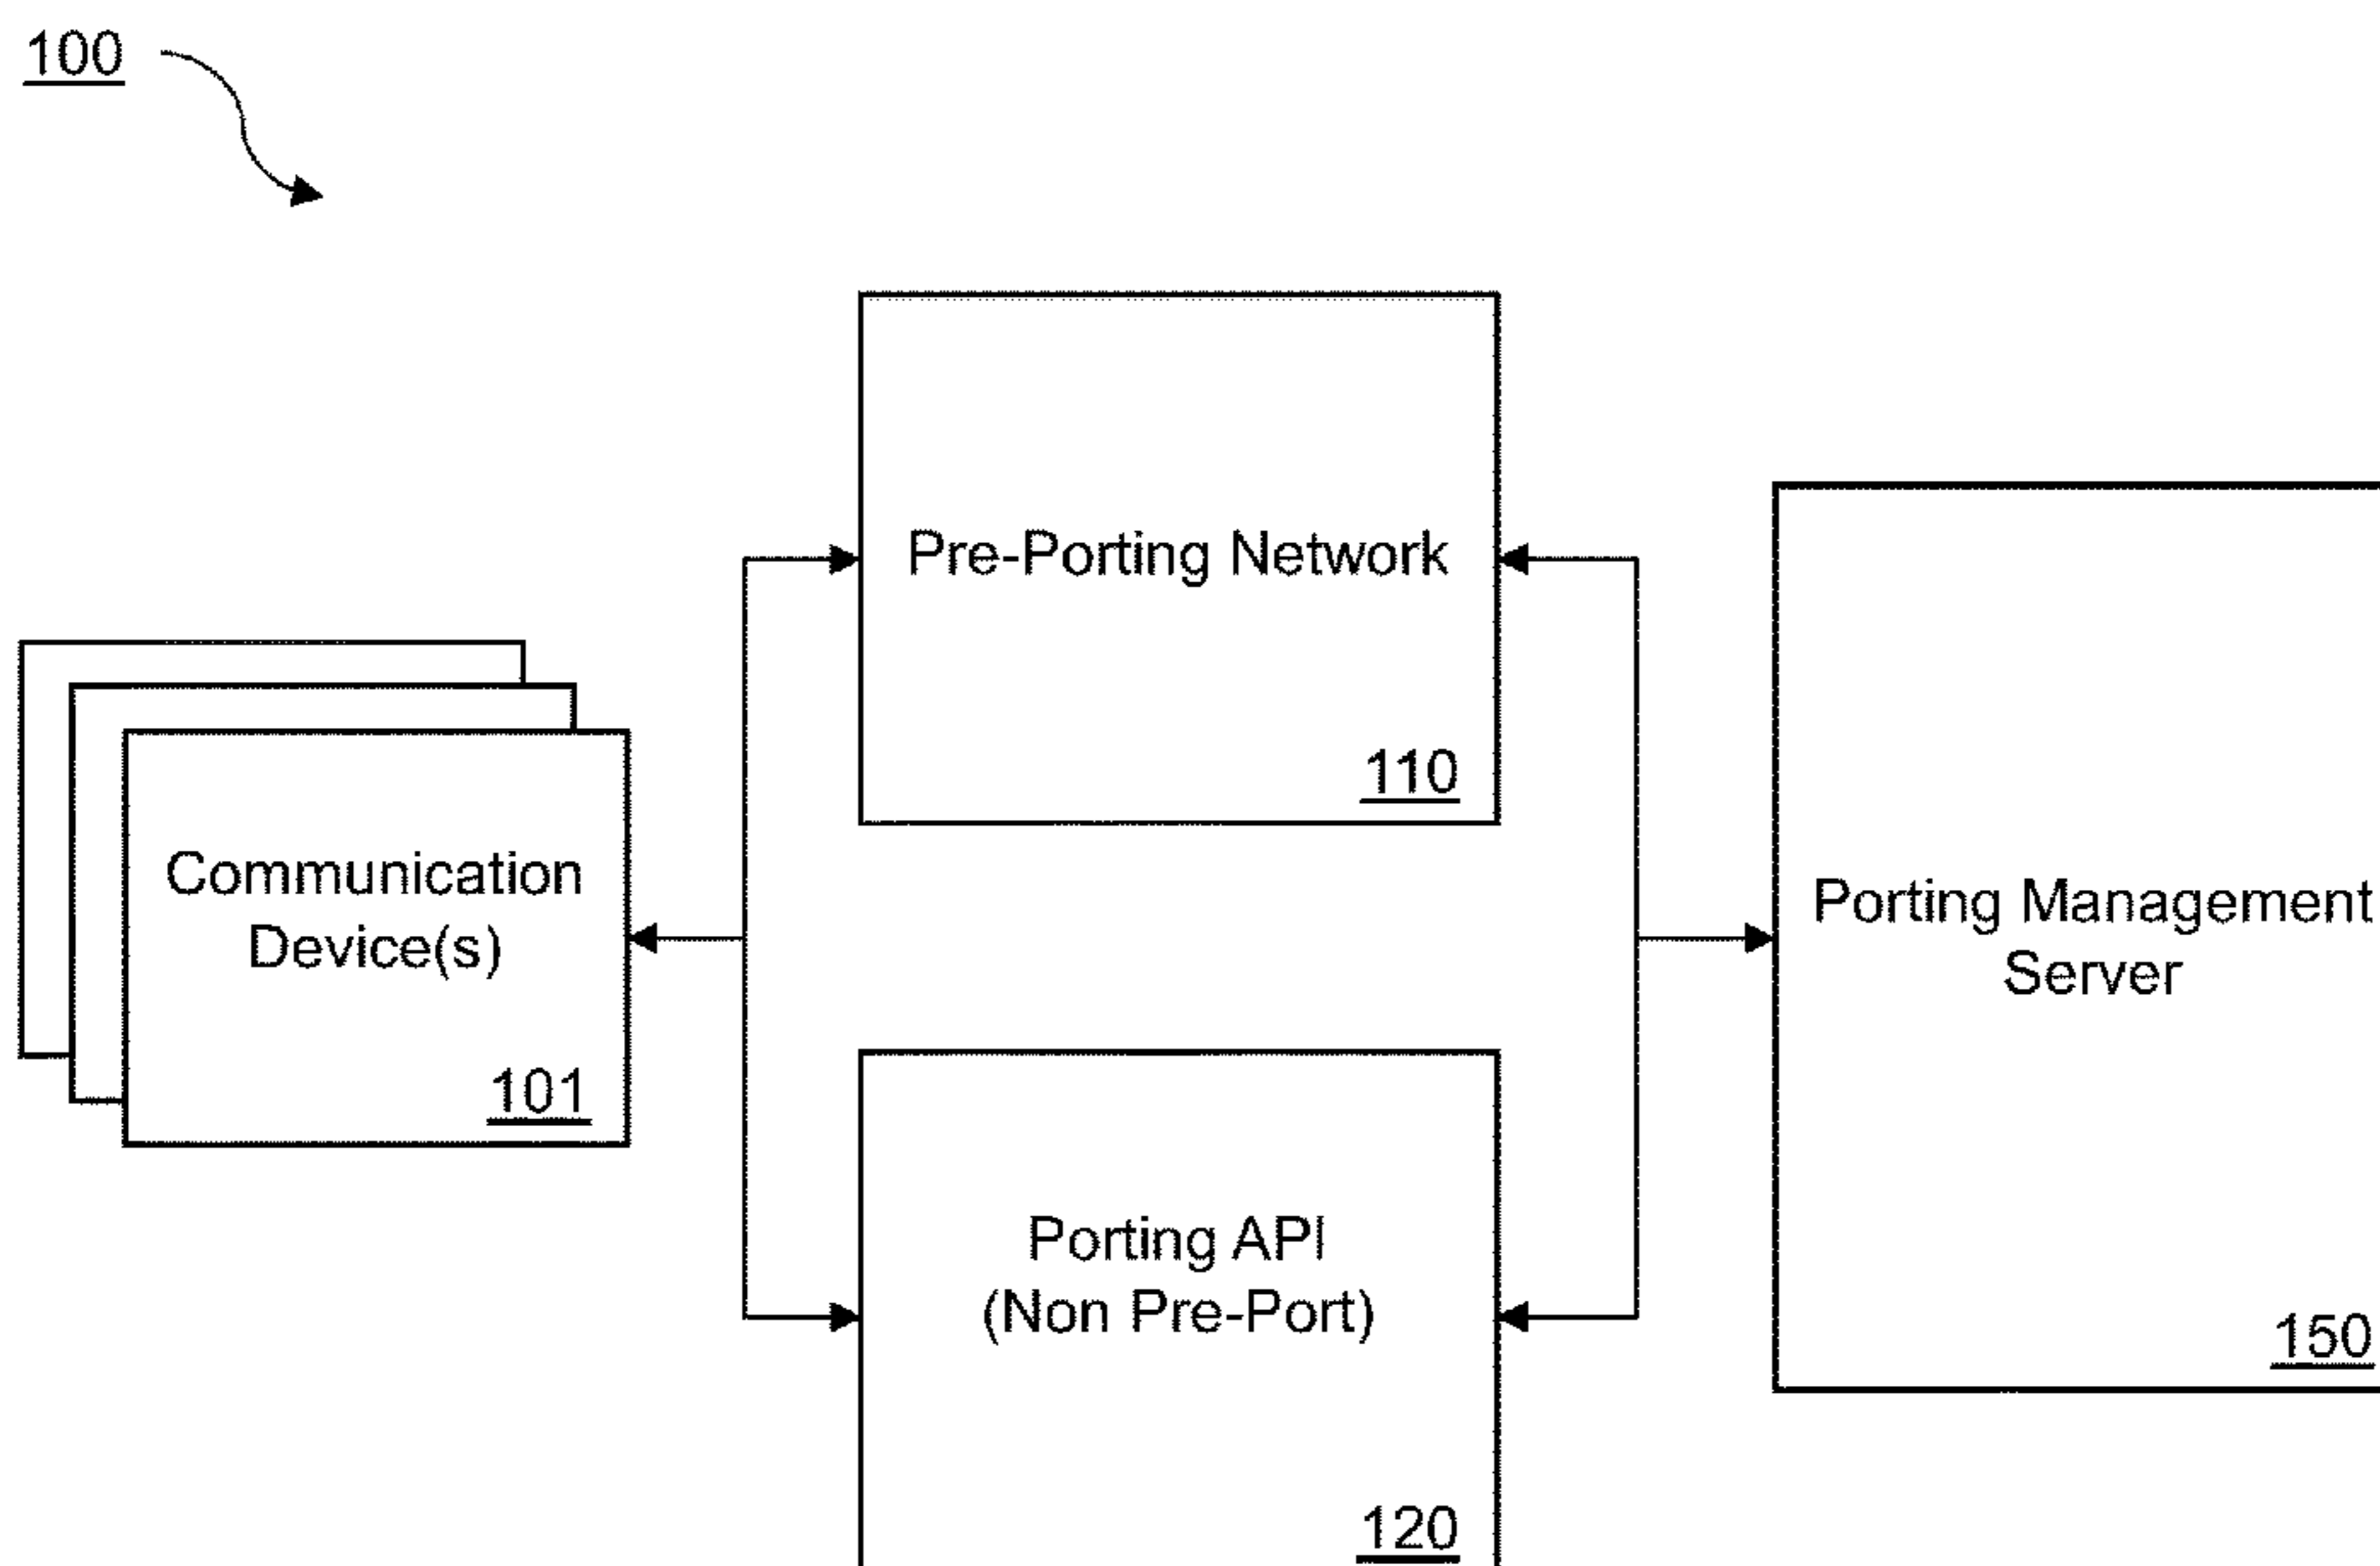 100
Pre-Porting Network
110
Communication
Device(s)
101
Porting Management
Server
150
Porting API
(Non Pre-Port)
120